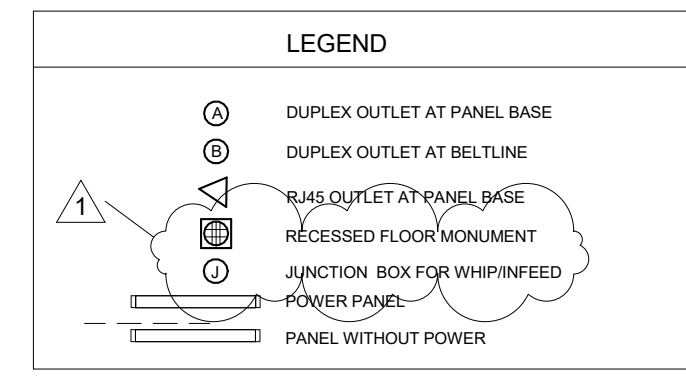 LEGEND
A DUPLEX OUTLET AT PANEL BASE
B DUPLEX OUTLET AT BELTLINE
RJ45 OUTLET AT PANEL BASE
1
RECESSED FLOOR MONUMENT
J JUNCTION BOX FOR WHIP/INFEED
POWER PANEL
PANEL WITHOUT POWER